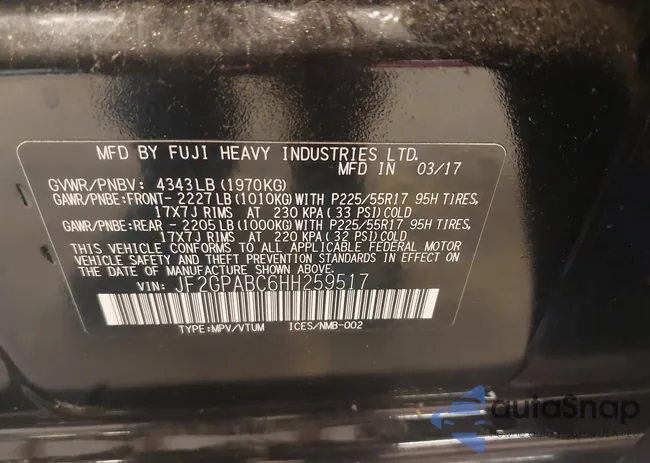 MFD BY FUJI HEAVY INDUSTRIES LTD.
MFD IN 03/17
GVWR/PNBV: 4343LB (1970KG)
GAWR/PNBE:FRONT- 2227LB(1010KG)WITH P225/55R17 95H TIRES,
17X7J RIMS AT 230 KPA(33 PSI)COLD
GAWR/PNBE:REAR - 2205LB(1000KG)WITH P225/55R17 95H TIRES,
17X7J RIMS AT 220 KPA(32 PSI)COLD
THIS VEHICLE CONFORMS TO ALL APPLICABLE FEDERAL MOTOR
VEHICLE SAFETY AND THEFT PREVENTION STANDARDS IN EFFECT ON
THE DATE OF MANUFACTURE SHOWN ABOVE.
VIN: JF2GPABC6HH259517
TYPE:MPV/VTUM ICES/NMB-002
autoSnap